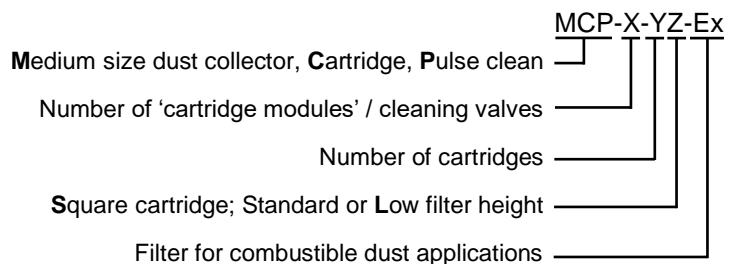 MCP-X-YZ-Ex
Medium size dust collector, Cartridge, Pulse clean
Number of ‘cartridge modules’ / cleaning valves
Number of cartridges
Square cartridge; Standard or Low filter height
Filter for combustible dust applications